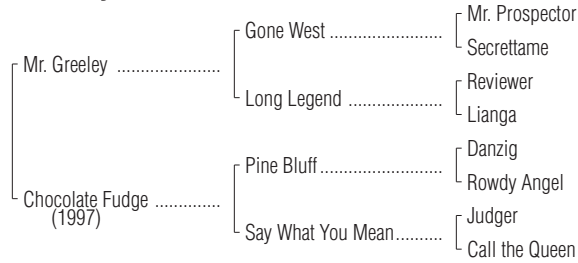 Mr. Prospector
Gone West .......................
Secrettame
Mr. Greeley .....................
Reviewer
Long Legend ...................
Lianga
Danzig
Pine Bluff.........................
Rowdy Angel
Chocolate Fudge ..............
(1997)
Judger
Say What You Mean..........
Call the Queen